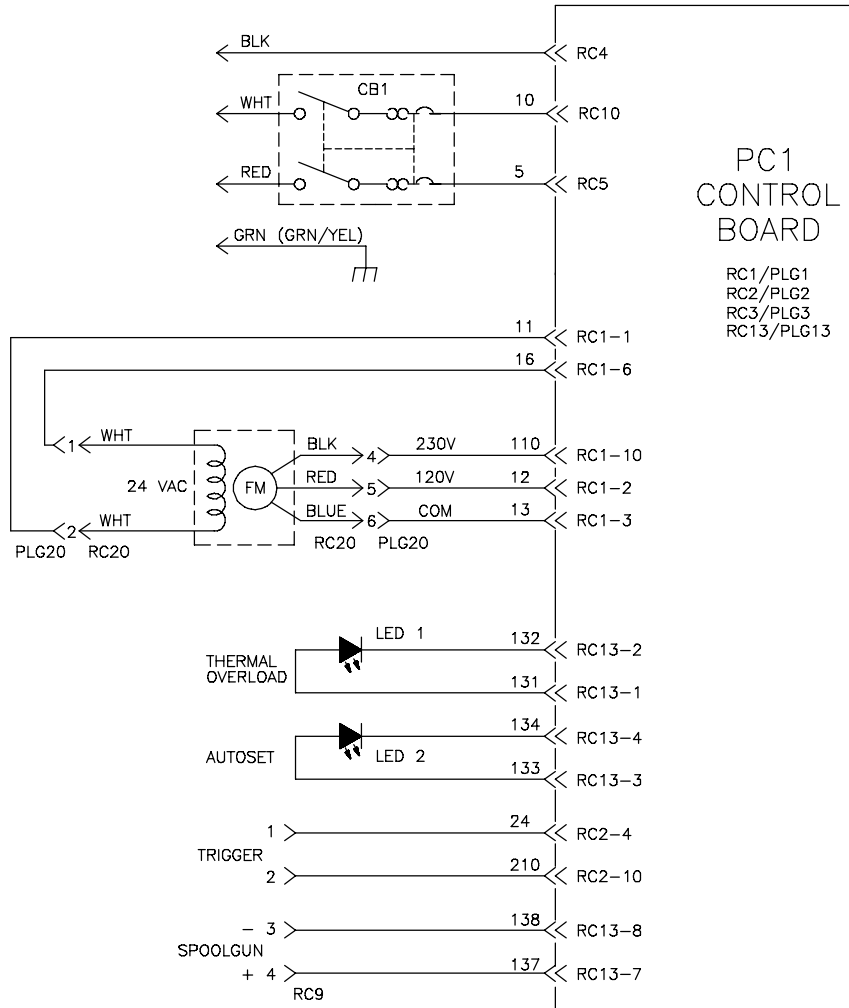 BLK
RC4
CB1
WHT
10
RC10
RED
5
RC5
GRN (GRN/YEL)
PC1
CONTROL
BOARD
RC1/PLG1
RC2/PLG2
RC3/PLG3
RC13/PLG13
11
RC1-1
16
RC1-6
1
WHT
24 VAC
FM
BLK
4
230V
110
RC1-10
RED
5
120V
12
RC1-2
BLUE
6
COM
13
RC1-3
2
WHT
PLG20
RC20
RC20
PLG20
LED 1
132
RC13-2
THERMAL
OVERLOAD
131
RC13-1
134
RC13-4
AUTOSET
LED 2
133
RC13-3
1
24
RC2-4
TRIGGER
2
210
RC2-10
- 3
138
RC13-8
SPOOLGUN
+ 4
137
RC13-7
RC9